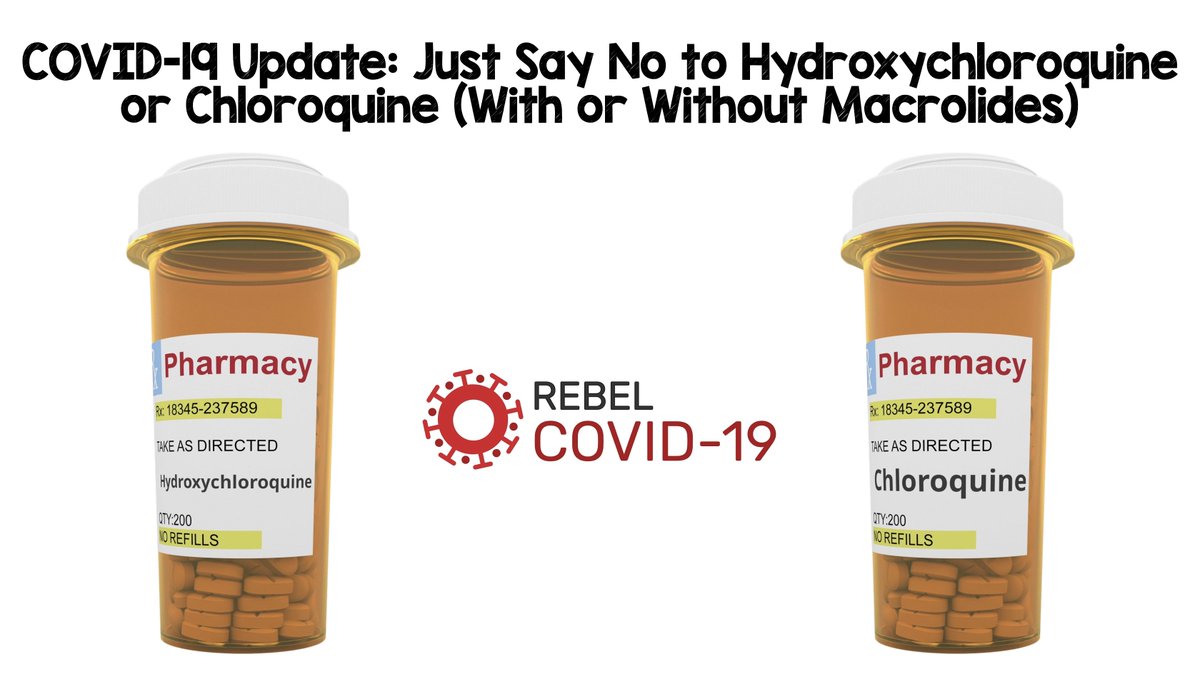 COVID-19 Update: Just Say No to Hydroxychloroquine
or Chloroquine (With or Without Macrolides)
Rx
Pharmacy
Rx: 18345-237589
TAKE AS DIRECTED
Hydroxychloroquine
QTY:200
NO REFILLS
REBEL
COVID-19
Rx
Pharmacy
Rx: 18345-237589
TAKE AS DIRECTED
Chloroquine
QTY:200
NO REFILLS